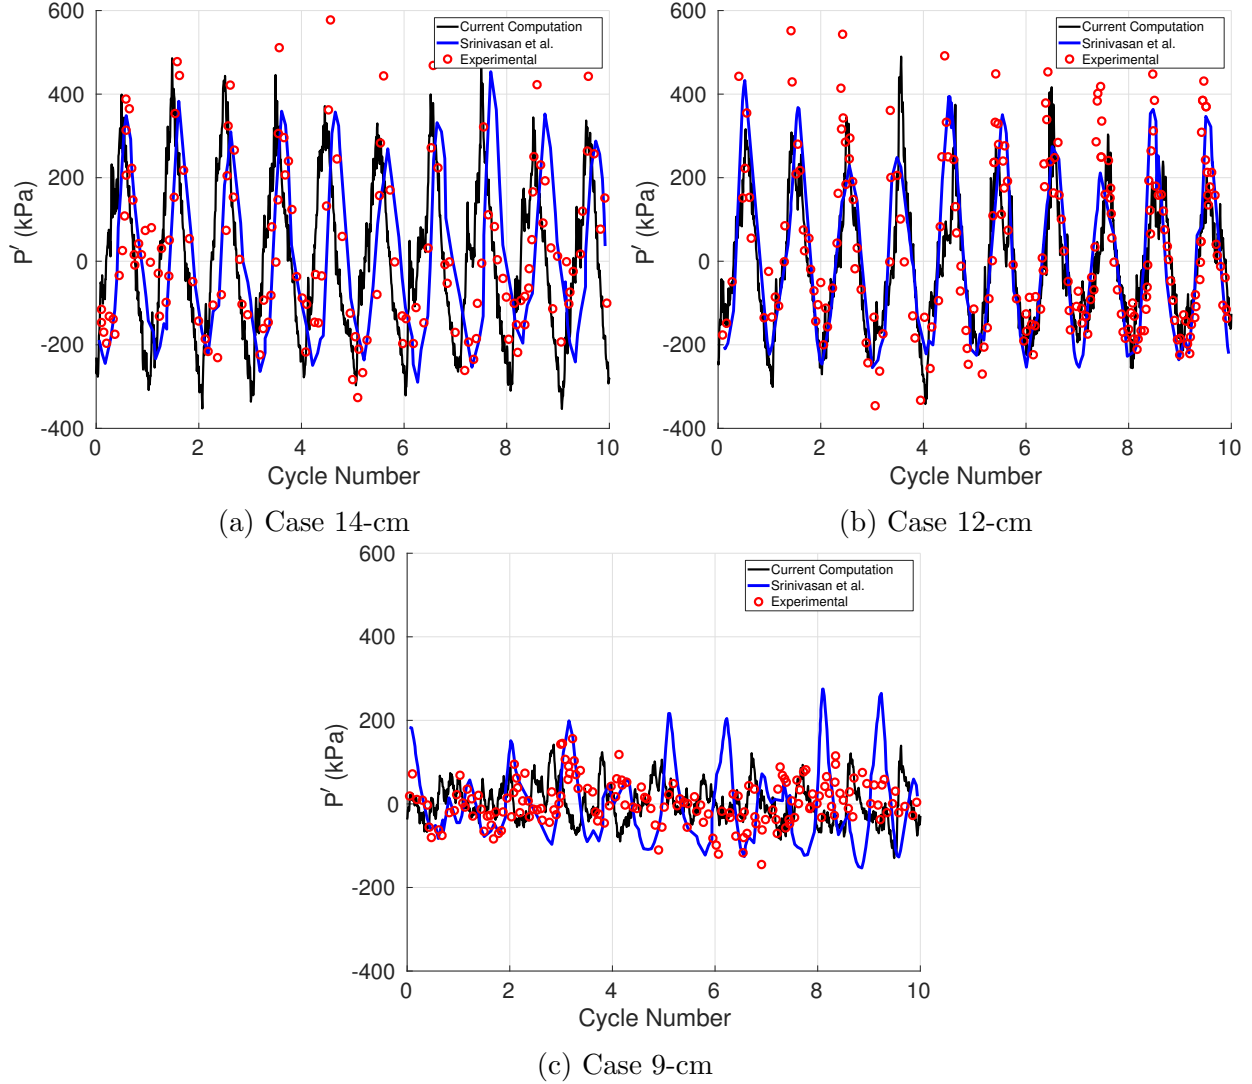 600
400
200
0
-200
-400
P′ (kPa)
0 2 4 6 8 10
Cycle Number
Current Computation
Srinivasan et al.
Experimental
(a) Case 14-cm
600
400
200
0
-200
-400
P′ (kPa)
0 2 4 6 8 10
Cycle Number
Current Computation
Srinivasan et al.
Experimental
(b) Case 12-cm
600
400
200
0
-200
-400
P′ (kPa)
0 2 4 6 8 10
Cycle Number
Current Computation
Srinivasan et al.
Experimental
(c) Case 9-cm